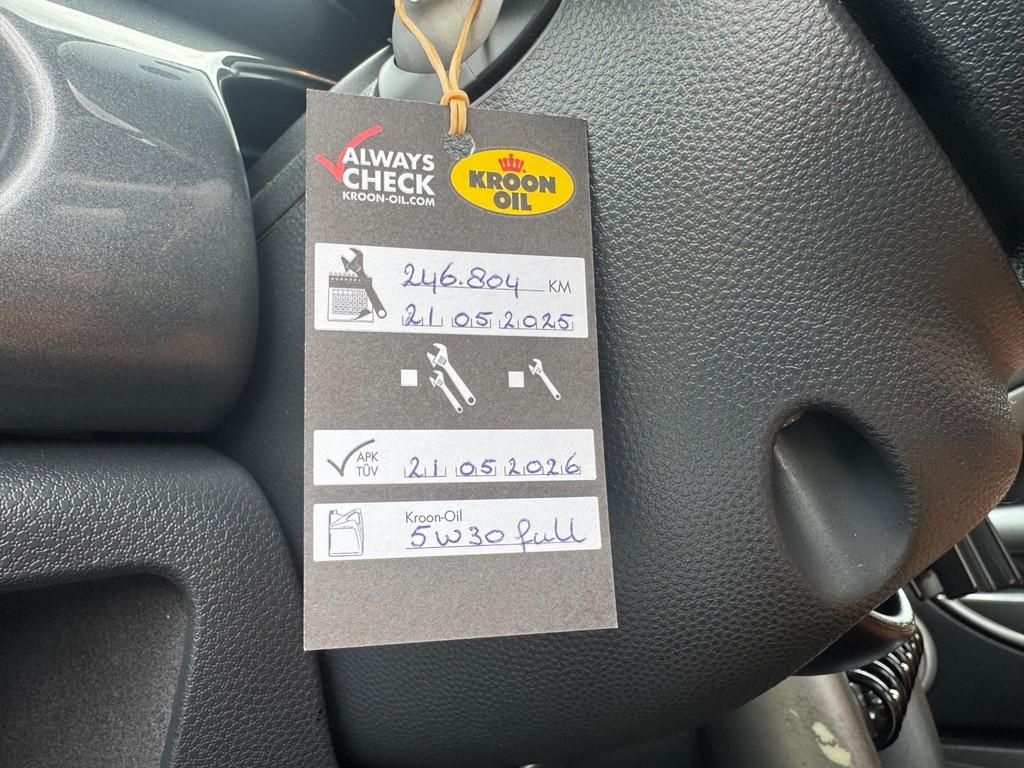 ALWAYS
CHECK
KROON-OIL.COM
KROON
OIL
246.804 KM
21 05 2025
APK
TÜV
21 05 2026
Kroon-Oil
5w30 full